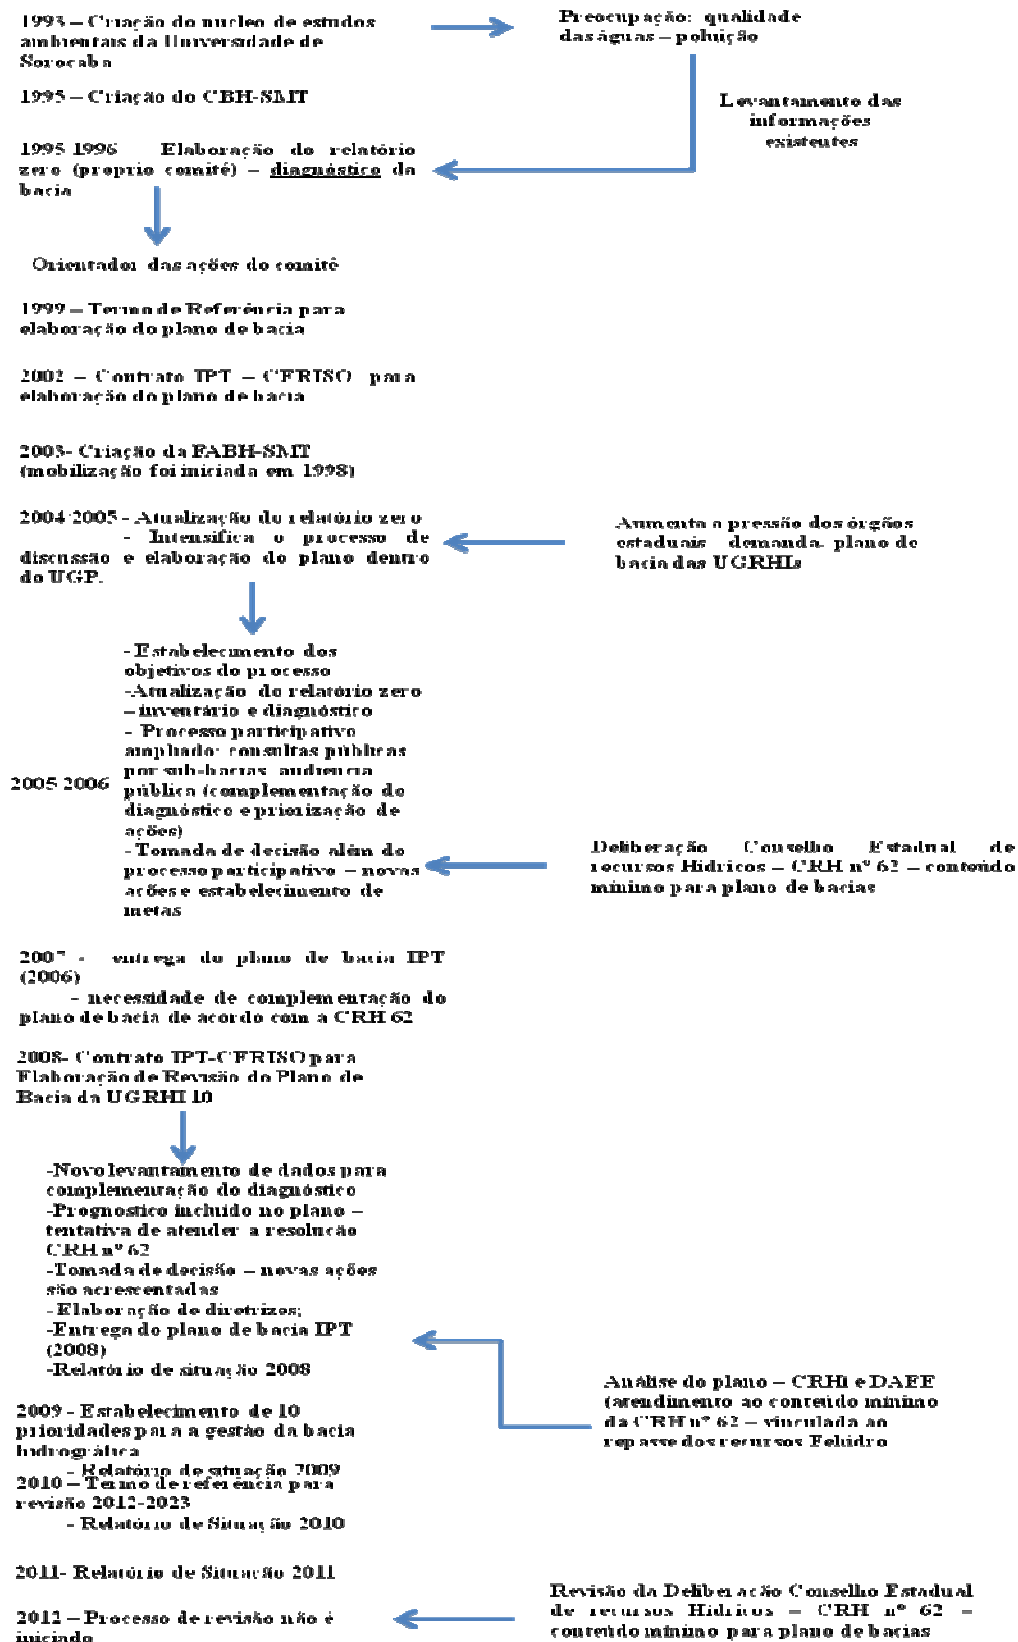 1993 – Criação do nucleo de estudos
ambientais da Universidade de
Sorocaba
Preocupação: qualidade
das águas – poluição
1995 – Criação do CBH-SMT
Levantamento das
informações
existentes
1995 1996 Elaboração do relatório
zero (proprio comitê) – diagnóstico da
bacia
Orientador das ações do comitê
1999 – Termo de Referência para
elaboração do plano de bacia
2002 – Contrato IPT – CERISO para
elaboração do plano de bacia
2003- Criação da FABH-SMT
(mobilização foi iniciada em 1998)
2004 2005 - Atualização do relatório zero
- Intensifica o processo de
discussão e elaboração do plano dentro
do UGP.
Aumenta a pressão dos órgãos
estaduais demanda. plano de
bacia das UGRHIs
2005 2006
- Estabelecimento dos
objetivos do processo
-Atualização do relatório zero
– inventário e diagnóstico
- Processo participativo
ampliado: consultas públicas
por sub-bacias audiencia
pública (complementação do
diagnóstico e priorização de
ações)
- Tomada de decisão além do
processo participativo – novas
ações e estabelecimento de
metas
Deliberação Conselho Estadual de
recursos Hídricos – CRH nº 62 – conteúdo
mínimo para plano de bacias
2007 - entrega do plano de bacia IPT
(2006)
- necessidade de complementação do
plano de bacia de acordo com a CRH 62
2008- Contrato IPT-CERISO para
Elaboração de Revisão do Plano de
Bacia da UGRHI 10
-Novo levantamento de dados para
complementação do diagnóstico
-Prognostico incluido no plano –
tentativa de atender a resolução
CRH nº 62
-Tomada de decisão – novas ações
são acrescentadas
- Elaboração de diretrizes;
-Entrega do plano de bacia IPT
(2008)
-Relatório de situação 2008
Análise do plano – CRHi e DAEE
(atendimento ao conteúdo mínimo
da CRH nº 62 – vinculada ao
repasse dos recursos Fehidro
2009 - Estabelecimento de 10
prioridades para a gestão da bacia
hidrográfica
- Relatório de situação 2009
2010 – Termo de referência para
revisão 2012-2023
- Relatório de Situação 2010
2011- Relatório de Situação 2011
2012 – Processo de revisão não é
iniciado
Revisão da Deliberação Conselho Estadual
de recursos Hídricos – CRH nº 62 –
conteúdo mínimo para plano de bacias